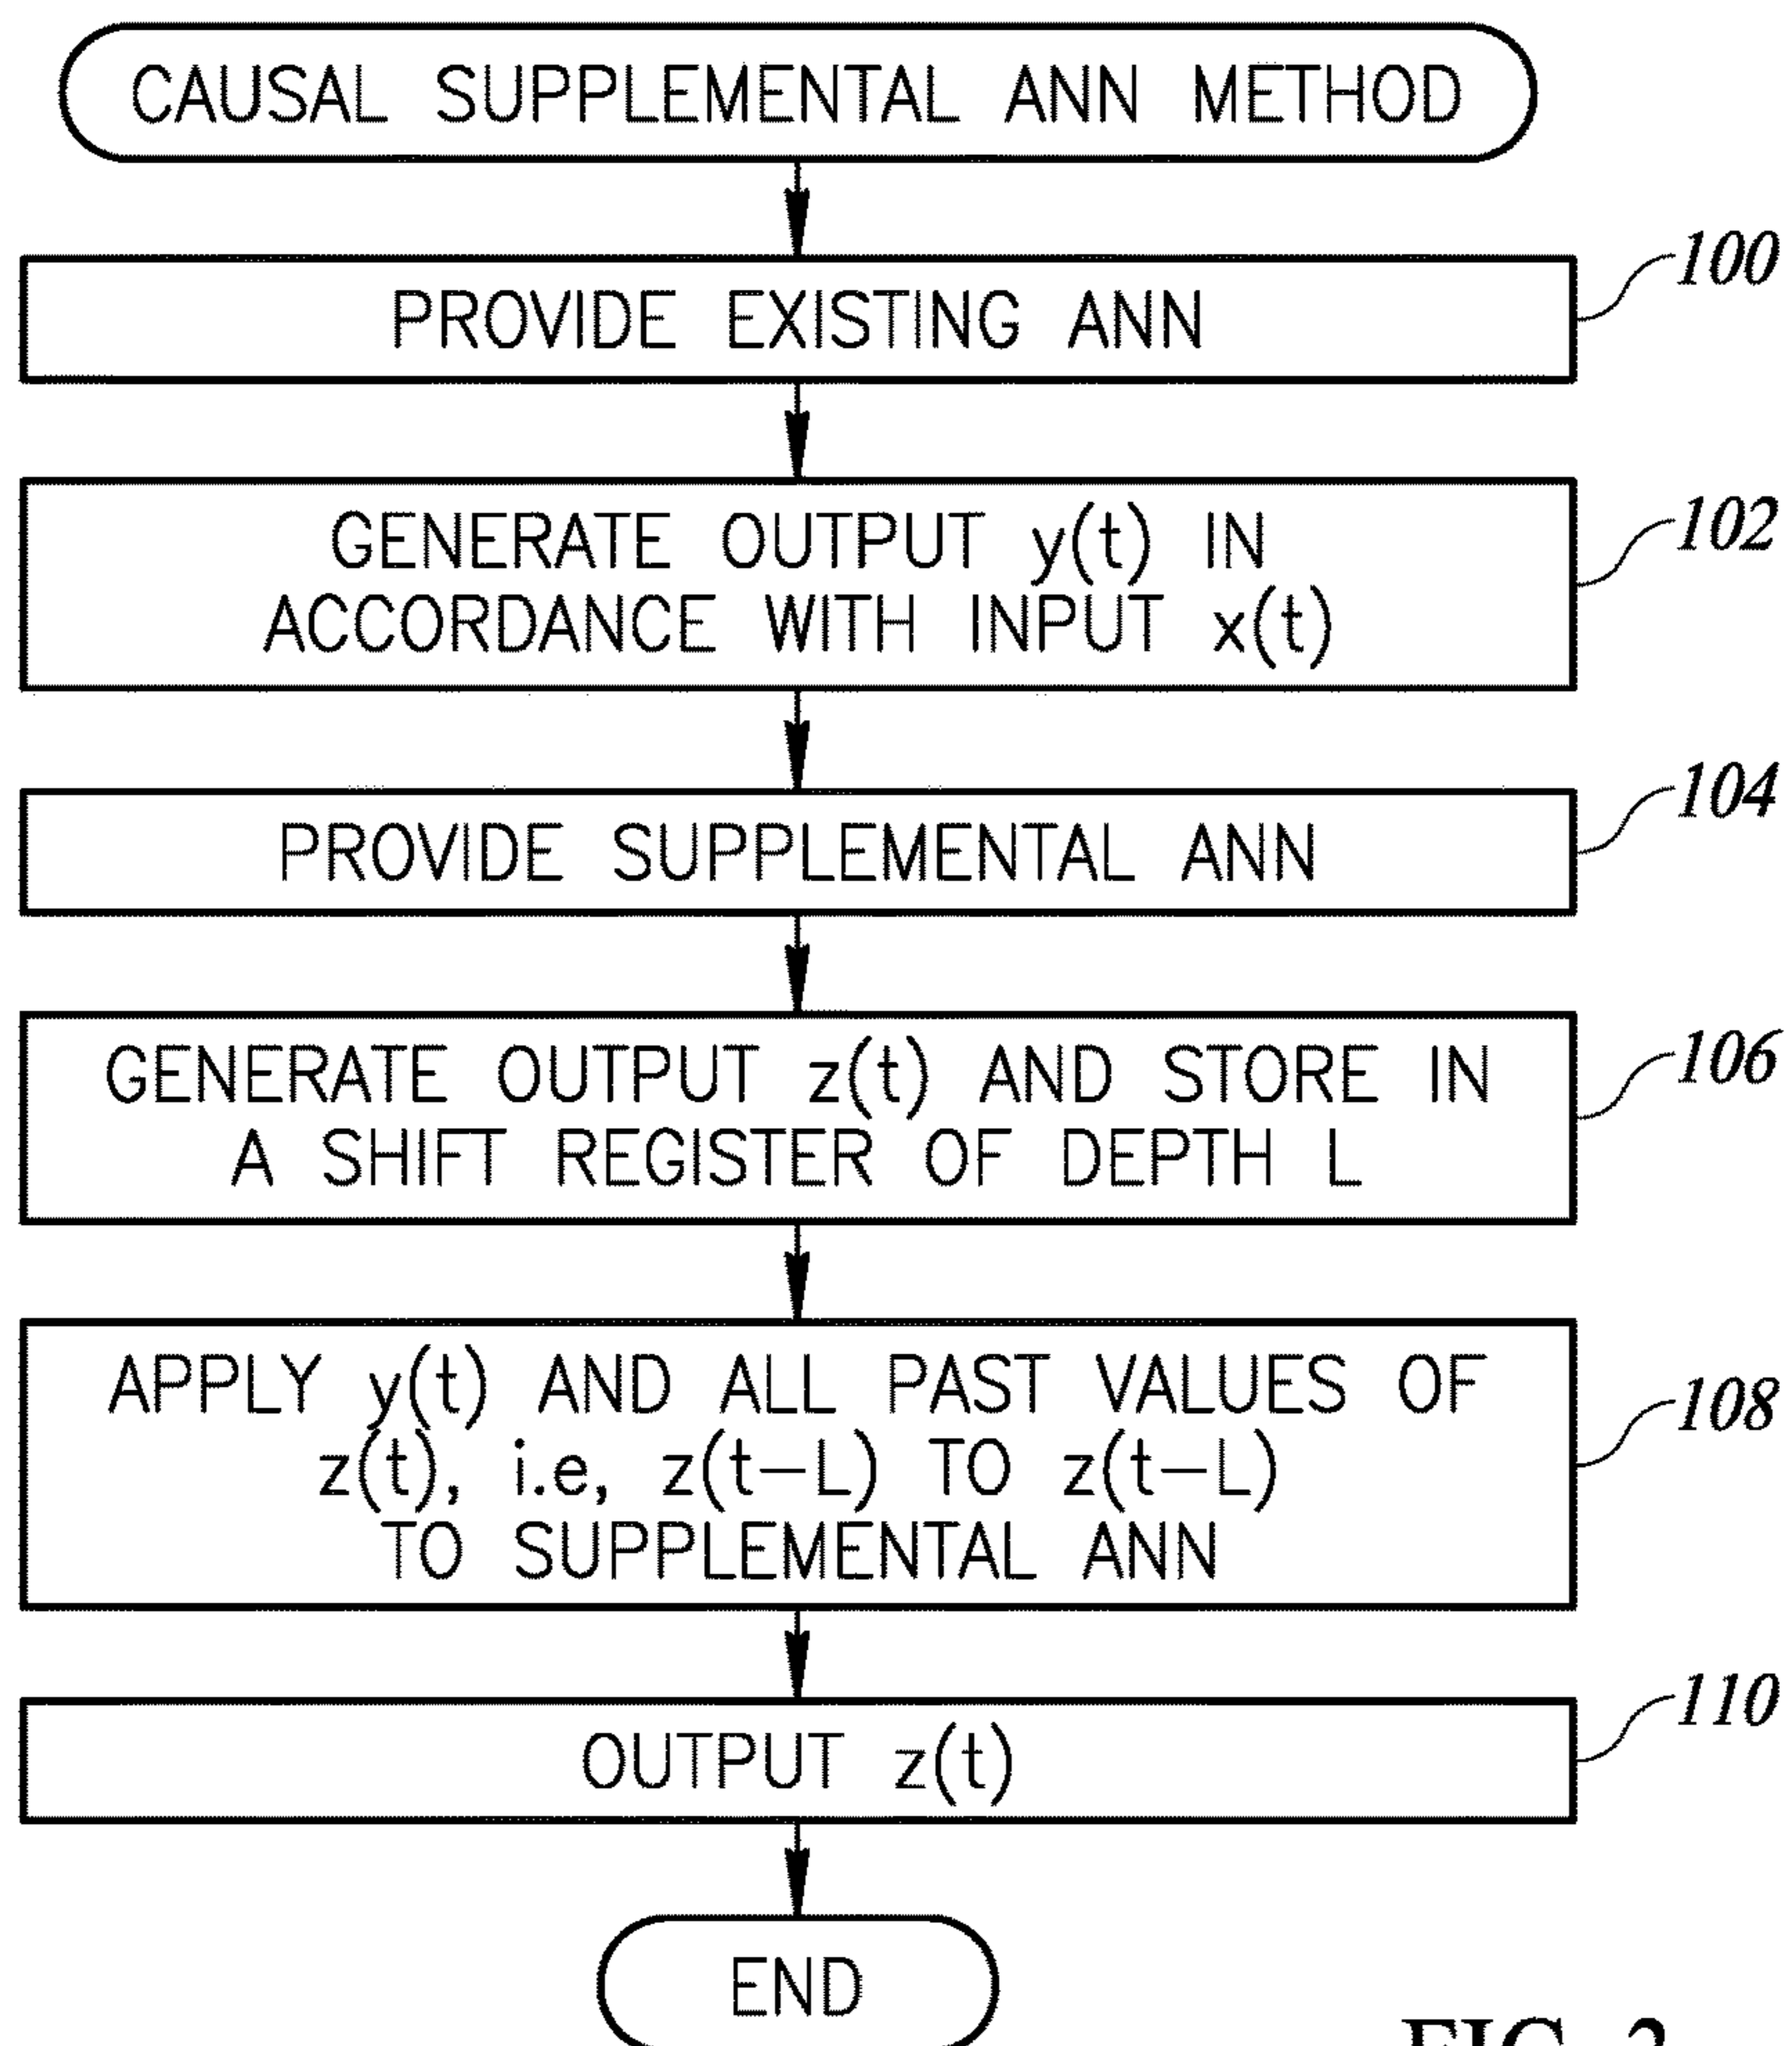 CAUSAL SUPPLEMENTAL ANN METHOD
100
PROVIDE EXISTING ANN
102
GENERATE OUTPUT y(t) IN
ACCORDANCE WITH INPUT x(t)
104
PROVIDE SUPPLEMENTAL ANN
106
GENERATE OUTPUT z(t) AND STORE IN
A SHIFT REGISTER OF DEPTH L
108
APPLY y(t) AND ALL PAST VALUES OF
z(t), i.e, z(t-L) TO z(t-L)
TO SUPPLEMENTAL ANN
110
OUTPUT z(t)
END